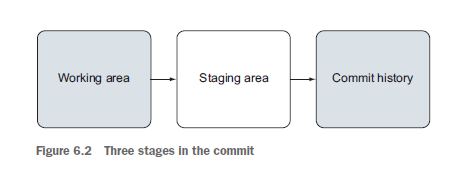 Working area
Staging area
Commit history
Figure 6.2 Three stages in the commit